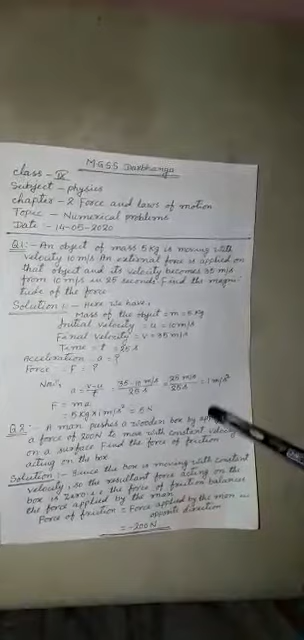 MGSS Darbhanga
Class - IX
Subject - physics
chapter - 2 Force and laws of motion
Topic - Numerical problems
Date :- 14-05-2020
Q1:- An object of mass 5 Kg is moving with
velocity 10 m/s. An external force is applied on
that object and its velocity becomes 35 m/s
from 10 m/s in 25 seconds. Find the magni
tude of the force.
Solution :- Here we have,
Mass of the object = m = 5 Kg
Initial velocity = u = 10 m/s
Final velocity = v = 35 m/s
Time = t = 25 s
Acceleration - a = ?
Force - F = ?
Now, a = v-u/t = 35-10 m/s/25 s = 25 m/s/25 s = 1 m/s²
F = ma
= 5 Kg x 1 m/s² = 5 N
Q2:- A man pushes a wooden box by
a force of 200N to man with constant
on a surface. Find the force of friction
acting on the box.
Solution :- Since the box is moving with constant
velocity, so the resultant force acting on the
box is zero i.e. the force of friction balances
the force applied by the man.
Force of friction = Force applied by the man in
opposite direction
= -200 N